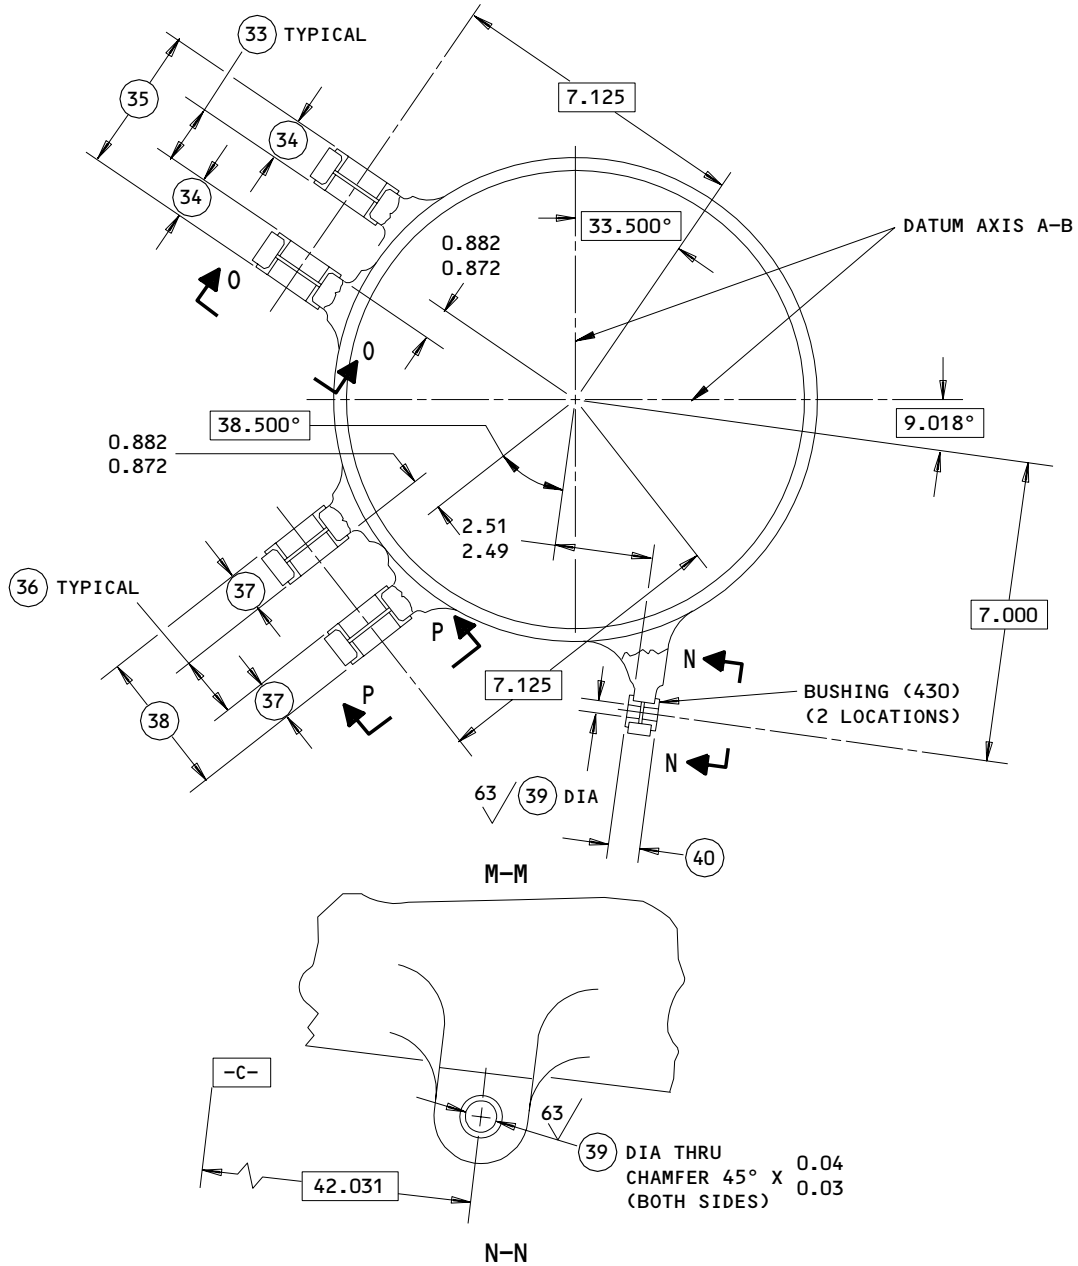 33 TYPICAL
35
7.125
34
34
33.500°
DATUM AXIS A-B
0.882
0.872
O
O
38.500°
9.018°
0.882
0.872
2.51
2.49
36 TYPICAL
37
7.000
P
N
7.125
37
P
38
BUSHING (430)
(2 LOCATIONS)
N
63
39 DIA
40
M-M
-C-
63
39 DIA THRU
CHAMFER 45° X 0.04
0.03
(BOTH SIDES)
42.031
N-N